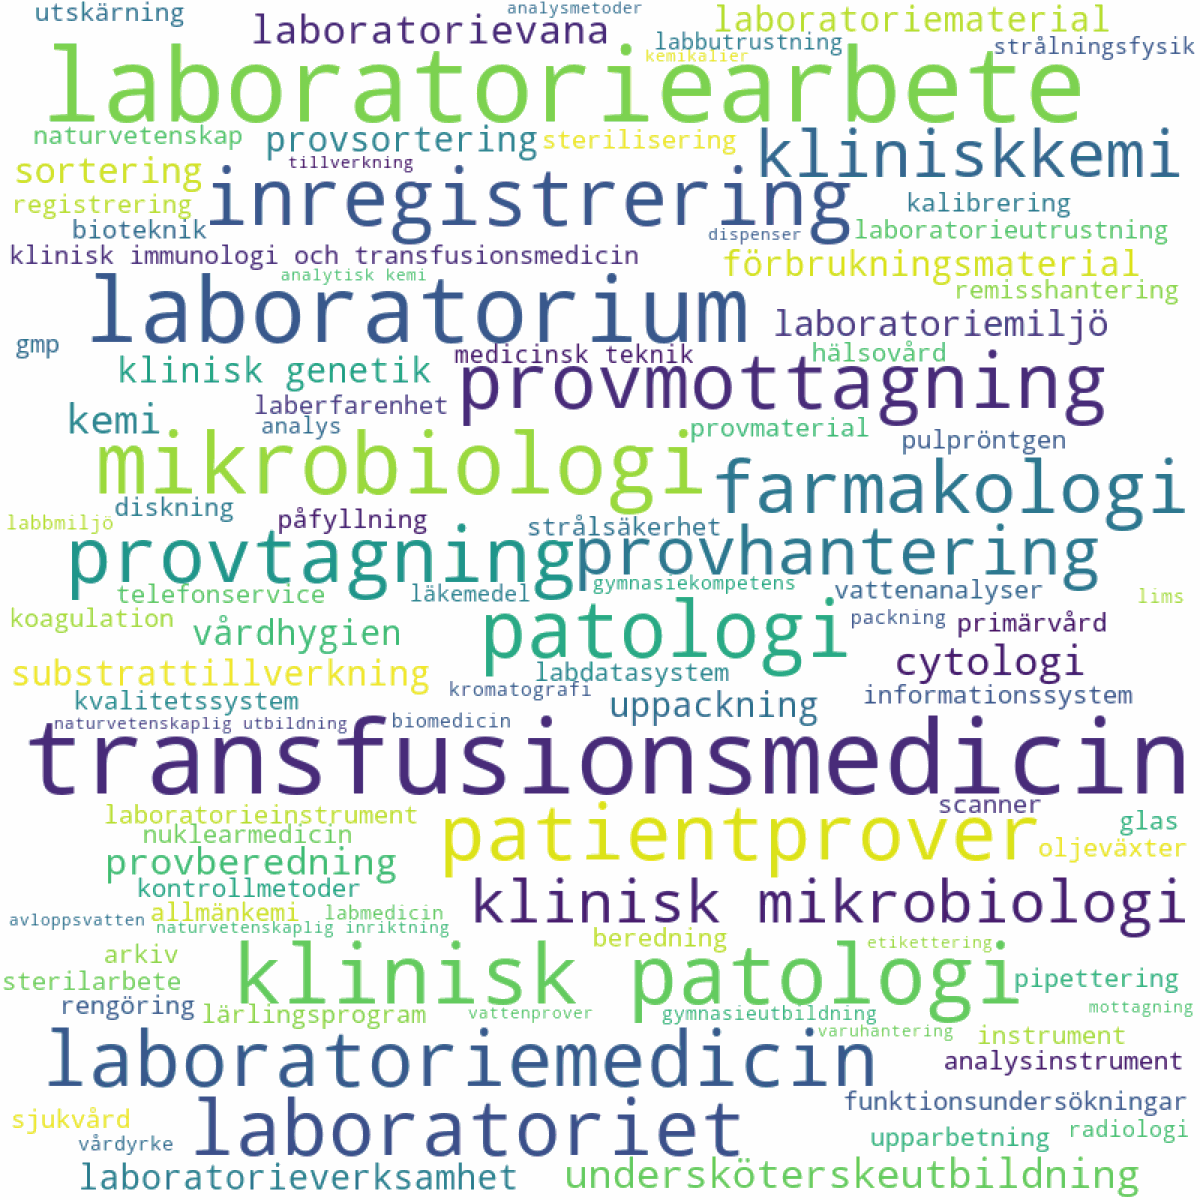 utskärning
analysmetoder
laboratoriematerial
laboratorievana
labbutrustning
strålningsfysik
kemikalier
laboratoriearbete
naturvetenskap
provsortering
sterilisering
kliniskkemi
tillverkning
sortering
inregistrering
registrering
kalibrering
bioteknik
dispenser
laboratorieutrustning
klinisk immunologi och transfusionsmedicin
förbrukningsmaterial
analytisk kemi
remisshantering
laboratorium
laboratoriemiljö
gmp
medicinsk teknik
hälsovård
klinisk genetik
provmottagning
laberfarenhet
kemi
analys
provmaterial
pulpröntgen
mikrobiologi
farmakologi
diskning
labbmiljö
påfyllning
strålsäkerhet
provtagning
provhantering
gymnasiekompetens
telefonservice
läkemedel
vattenanalyser
lims
koagulation
vårdhygien
patologi
packning
primärvård
cytologi
substrattillverkning
labdatasystem
kromatografi
kvalitetssystem
uppackning
informationssystem
naturvetenskaplig utbildning
biomedicin
transfusionsmedicin
scanner
laboratorieinstrument
patientprover
glas
nuklearmedicin
oljeväxter
provberedning
kontrollmetoder
klinisk mikrobiologi
allmänkemi
labmedicin
avloppsvatten
naturvetenskaplig inriktning
beredning
etikettering
arkiv
klinisk patologi
sterilarbete
pipettering
rengöring
lärlingsprogram
vattenprover
gymnasieutbildning
mottagning
varuhantering
instrument
laboratoriemedicin
analysinstrument
funktionsundersökningar
sjukvård
laboratoriet
radiologi
upparbetning
vårdyrke
laboratorieverksamhet
undersköterskeutbildning